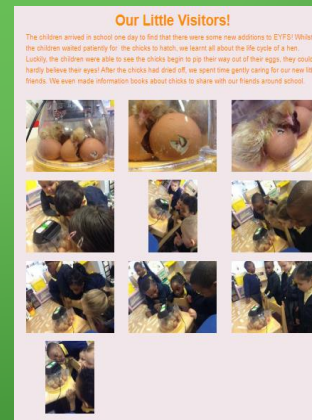 Our Little Visitors!
The children arrived in school one day to find that there were some new additions to EYFS! Whilst
the children waited patiently for the chicks to hatch, we learnt all about the life cycle of a hen.
Luckily, the children were able to see the chicks begin to pip their way out of their eggs, they could
hardly believe their eyes! After the chicks had dried off, we spent time gently caring for our new
friends. We even made information books about chicks to share with our friends around school.